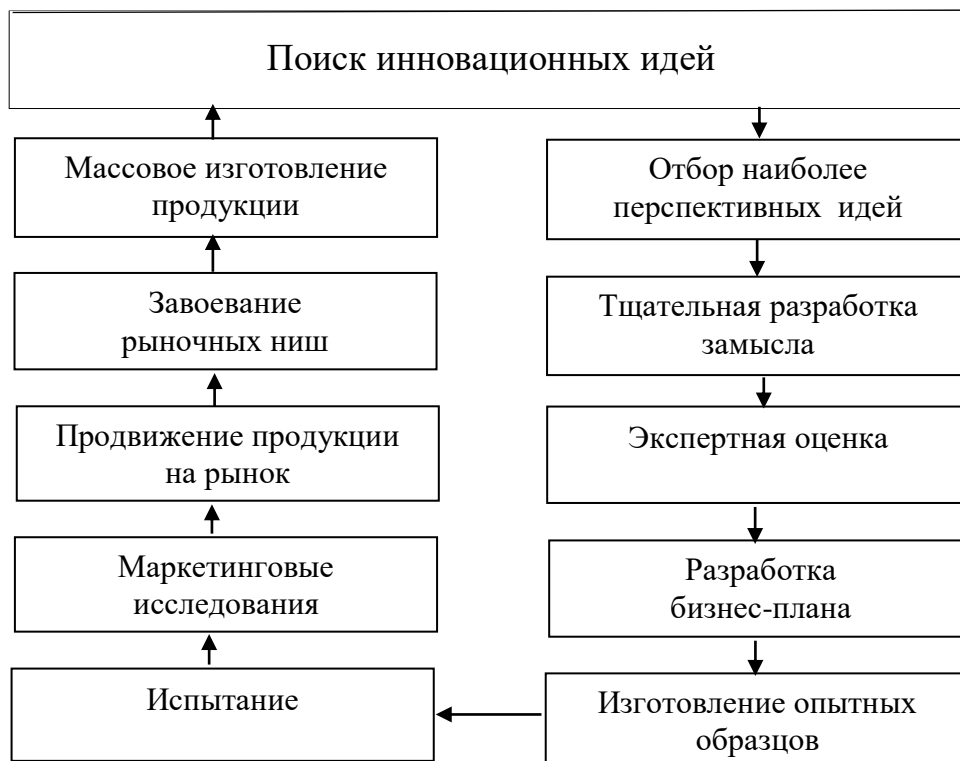 Поиск инновационных идей
Массовое изготовление
продукции
Отбор наиболее
перспективных идей
Завоевание
рыночных ниш
Тщательная разработка
замысла
Продвижение продукции
на рынок
Экспертная оценка
Маркетинговые
исследования
Разработка
бизнес-плана
Испытание
Изготовление опытных
образцов